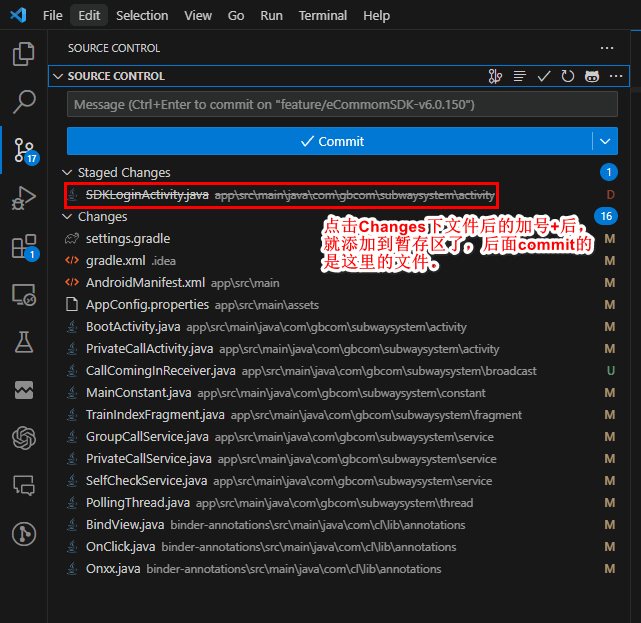 File Edit Selection View Go Run Terminal Help
SOURCE CONTROL
SOURCE CONTROL
Message (Ctrl+Enter to commit on "feature/eCommomSDK-v6.0.150")
Commit
Staged Changes 1
SDKLoginActivity.java app\src\main\java\com\gbcom\subwaysystem\activity D
Changes 16
点击Changes下文件后的加号+后,
就添加到暂存区了，后面commit的
是这里的文件。
settings.gradle M
gradle.xml .idea M
AndroidManifest.xml app\src\main M
AppConfig.properties app\src\main\assets M
BootActivity.java app\src\main\java\com\gbcom\subwaysystem\activity M
PrivateCallActivity.java app\src\main\java\com\gbcom\subwaysystem\activity M
CallComingInReceiver.java app\src\main\java\com\gbcom\subwaysystem\broadcast U
MainConstant.java app\src\main\java\com\gbcom\subwaysystem\constant M
TrainIndexFragment.java app\src\main\java\com\gbcom\subwaysystem\fragment M
GroupCallService.java app\src\main\java\com\gbcom\subwaysystem\service M
PrivateCallService.java app\src\main\java\com\gbcom\subwaysystem\service M
SelfCheckService.java app\src\main\java\com\gbcom\subwaysystem\service M
PollingThread.java app\src\main\java\com\gbcom\subwaysystem\thread M
BindView.java binder-annotations\src\main\java\com\cl\lib\annotations M
OnClick.java binder-annotations\src\main\java\com\cl\lib\annotations M
Onxx.java binder-annotations\src\main\java\com\cl\lib\annotations M
17
1